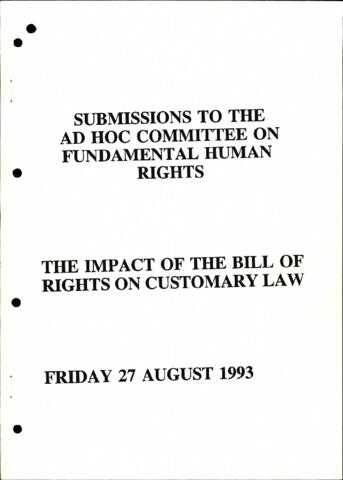 SUBMISSIONS TO THE
AD HOC COMMITTEE ON
FUNDAMENTAL HUMAN
RIGHTS
THE IMPACT OF THE BILL OF
RIGHTS ON CUSTOMARY LAW
FRIDAY 27 AUGUST 1993